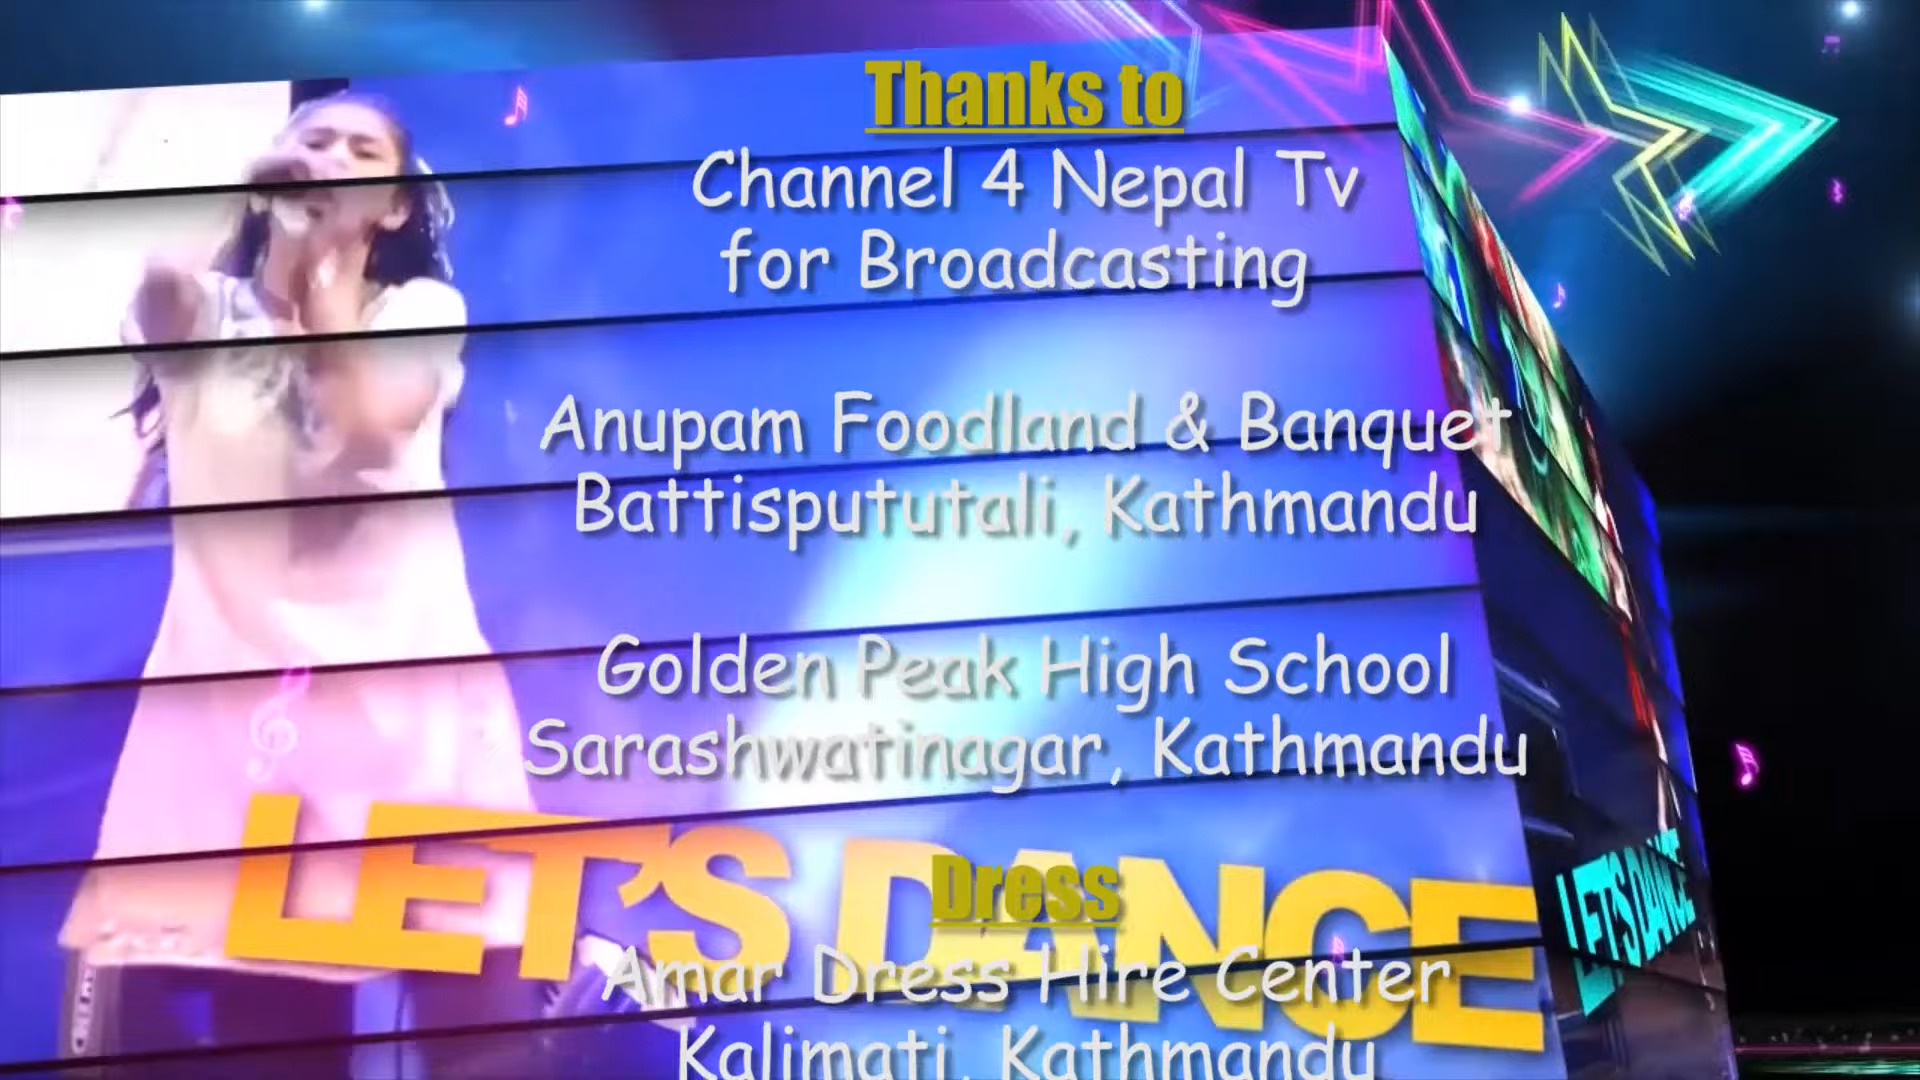 Thanks to
Channel 4 Nepal Tv
for Broadcasting
Anupam Foodland & Banquet
Battispututali, Kathmandu
Golden Peak High School
Sarashwatinagar, Kathmandu
LET'S DANCE
LET'S DANCE
Dress
Amar Dress Hire Center
Kalimati, Kathmandu